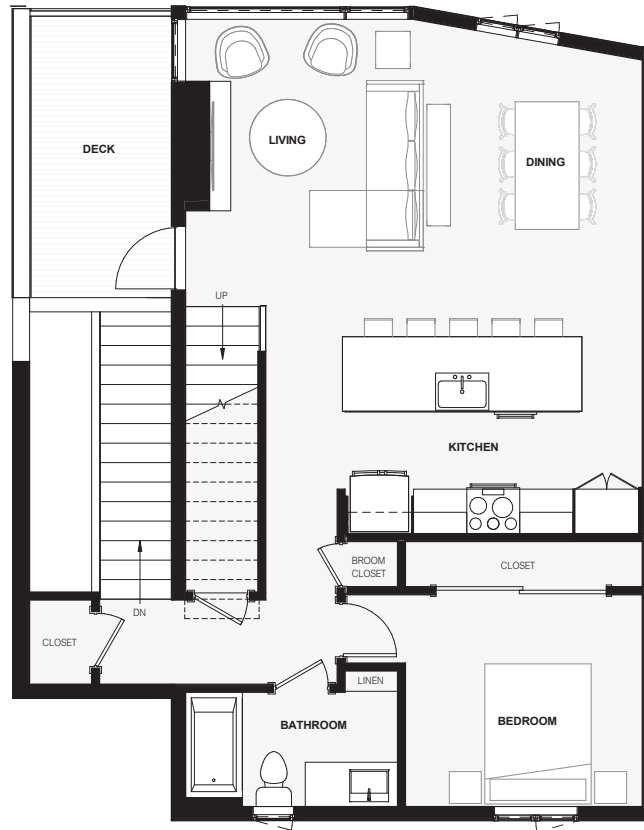 DECK
LIVING
DINING
UP
KITCHEN
BROOM
CLOSET
CLOSET
DN
CLOSET
LINEN
BATHROOM
BEDROOM